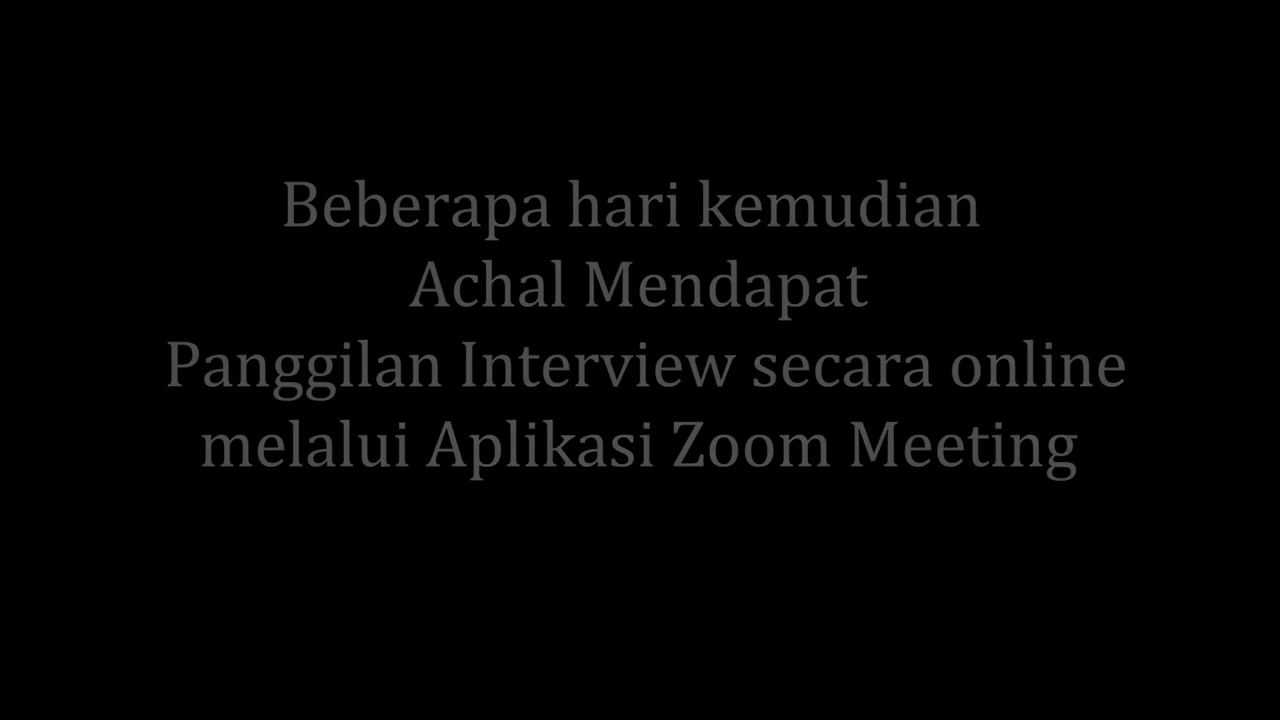 Beberapa hari kemudian
Achal Mendapat
Panggilan Interview secara online
melalui Aplikasi Zoom Meeting